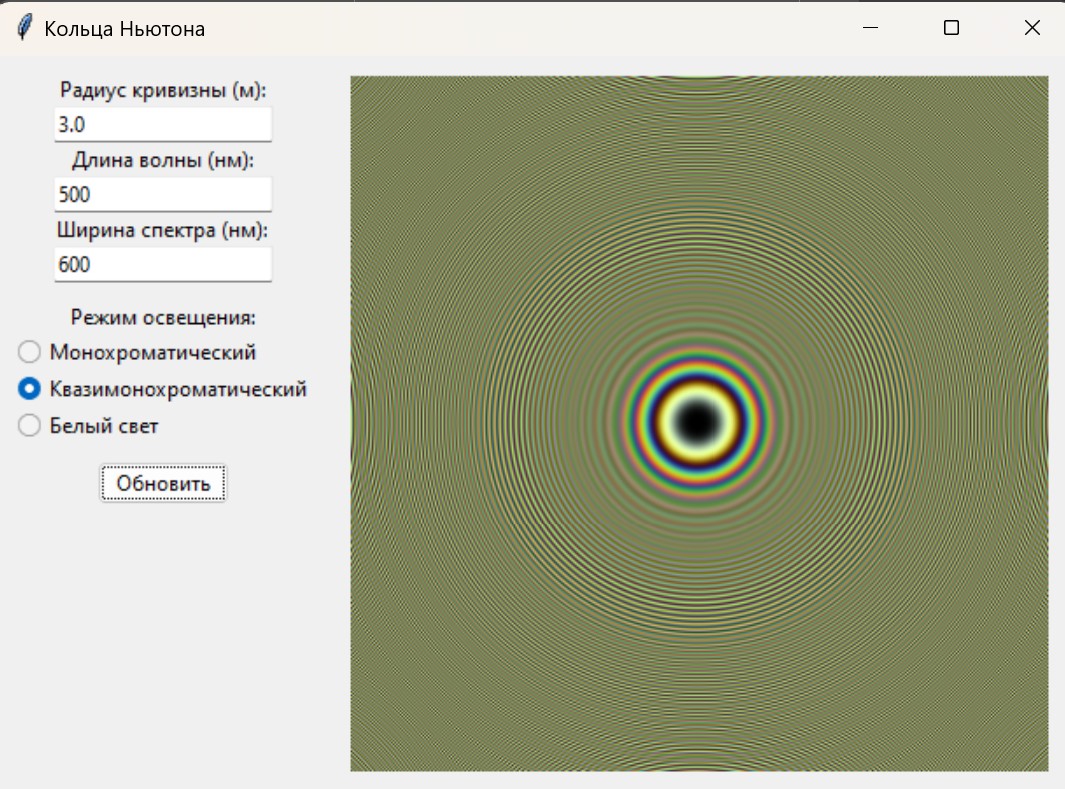 Кольца Ньютона
Радиус кривизны (м):
3.0
Длина волны (нм):
500
Ширина спектра (нм):
600
Режим освещения:
Монохроматический
Квазимонохроматический
Белый свет
Обновить